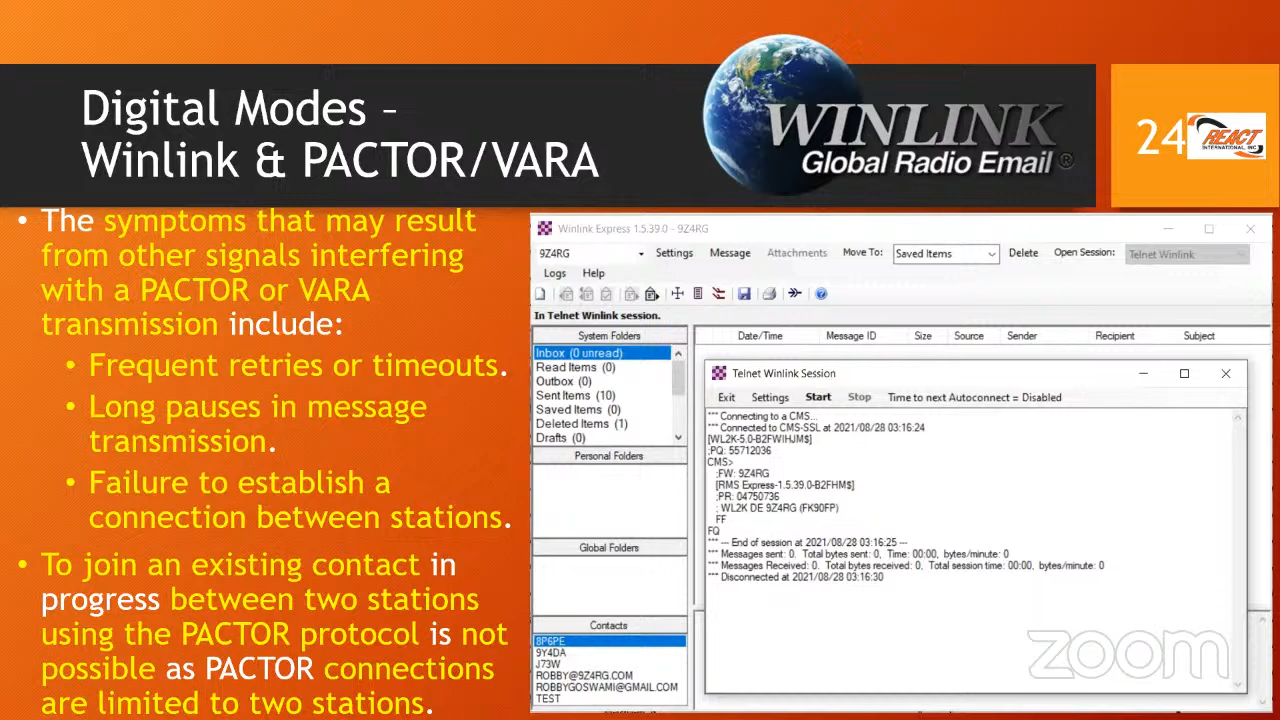 Digital Modes –
Winlink & PACTOR/VARA
WINLINK
Global Radio Email ®
24
REACT
INTERNATIONAL, INC
• The symptoms that may result
from other signals interfering
with a PACTOR or VARA
transmission include:
• Frequent retries or timeouts.
• Long pauses in message
transmission.
• Failure to establish a
connection between stations.
• To join an existing contact in
progress between two stations
using the PACTOR protocol is not
possible as PACTOR connections
are limited to two stations.
Winlink Express 1.5.39.0 - 9Z4RG
9Z4RG Settings Message Attachments Move To: Saved Items Delete Open Session: Telnet Winlink
Logs Help
In Telnet Winlink session.
System Folders
Inbox (0 unread)
Read Items (0)
Outbox (0)
Sent Items (10)
Saved Items (0)
Deleted Items (1)
Drafts (0)
Personal Folders
Global Folders
Contacts
8P6PE
9Y4DA
J73W
ROBBY@9Z4RG.COM
ROBBYGOSWAMI@GMAIL.COM
TEST
Date/Time Message ID Size Source Sender Recipient Subject
Telnet Winlink Session
Exit Settings Start Stop Time to next Autoconnect = Disabled
*** Connecting to a CMS...
*** Connected to CMS-SSL at 2021/08/28 03:16:24
[WL2K-5.0-B2FWIHJM$]
;PQ: 55712036
CMS>
;FW: 9Z4RG
[RMS Express-1.5.39.0-B2FHM$]
;PR: 04750736
; WL2K DE 9Z4RG (FK90FP)
FF
FQ
*** --- End of session at 2021/08/28 03:16:25 ---
*** Messages sent: 0. Total bytes sent: 0, Time: 00:00, bytes/minute: 0
*** Messages Received: 0. Total bytes received: 0, Total session time: 00:00, bytes/minute: 0
*** Disconnected at 2021/08/28 03:16:30
zoom